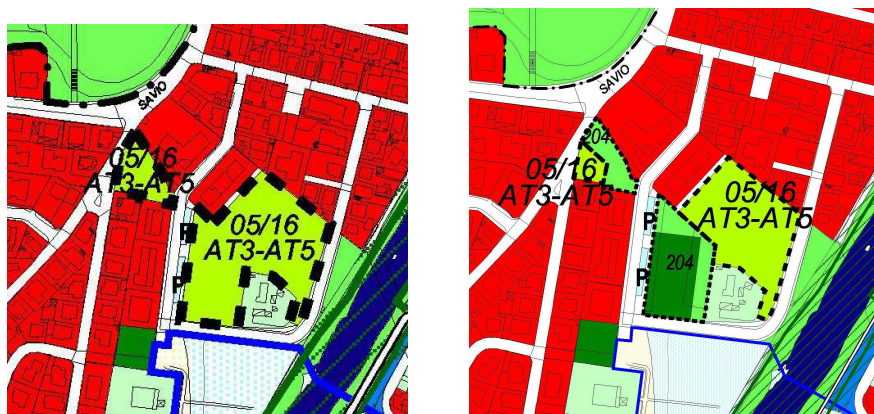 SAVIO
05/16
AT3-AT5
05/16
AT3-AT5
P
P
SAVIO
204
05/16
AT3-AT5
05/16
AT3-AT5
P
204
P